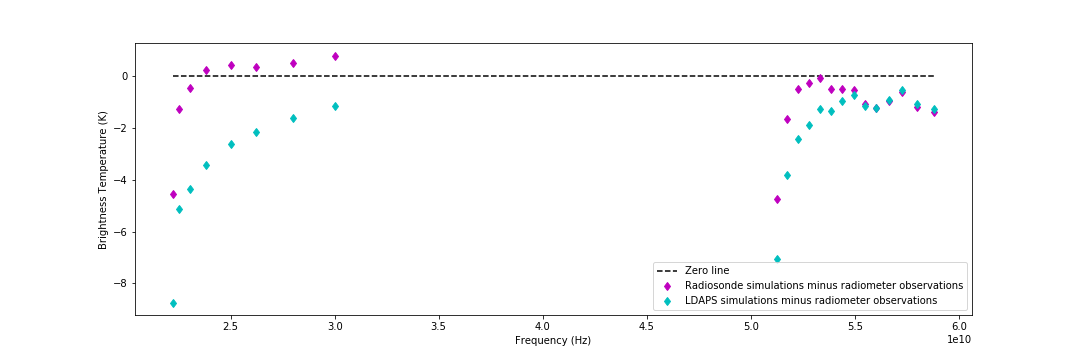 0
−2
−4
−6
−8
Brightness Temperature (K)
Zero line
Radiosonde simulations minus radiometer observations
LDAPS simulations minus radiometer observations
2.5 3.0 3.5 4.0 4.5 5.0 5.5 6.0
1e10
Frequency (Hz)